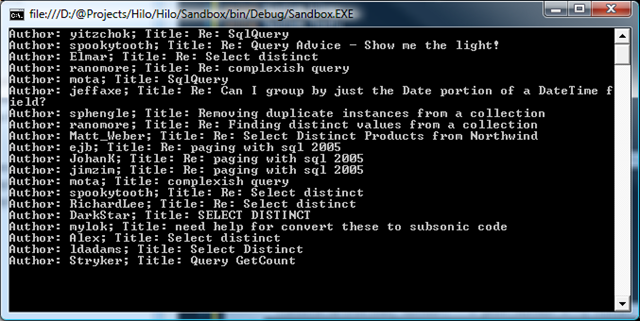 file:///D:/@Projects/Hilo/Hilo/Sandbox/bin/Debug/Sandbox.EXE
Author: yitzchok; Title: Re: SqlQuery
Author: spookytooth; Title: Re: Query Advice - Show me the light!
Author: Elmar; Title: Re: Select distinct
Author: ranomore; Title: Re: complexish query
Author: mota; Title: SqlQuery
Author: jeffaxe; Title: Re: Can I group by just the Date portion of a DateTime f
ield?
Author: sphengle; Title: Removing duplicate instances from a collection
Author: ranomore; Title: Re: Finding distinct values from a collection
Author: Matt_Weber; Title: Re: Select Distinct Products from Northwind
Author: ejb; Title: Re: paging with sql 2005
Author: JohanK; Title: Re: paging with sql 2005
Author: jimzim; Title: Re: paging with sql 2005
Author: mota; Title: complexish query
Author: spookytooth; Title: Re: Select distinct
Author: RichardLee; Title: Re: Select distinct
Author: DarkStar; Title: SELECT DISTINCT
Author: mylok; Title: need help for convert these to subsonic code
Author: Alex; Title: Select distinct
Author: ldadams; Title: Select Distinct
Author: Stryker; Title: Query GetCount